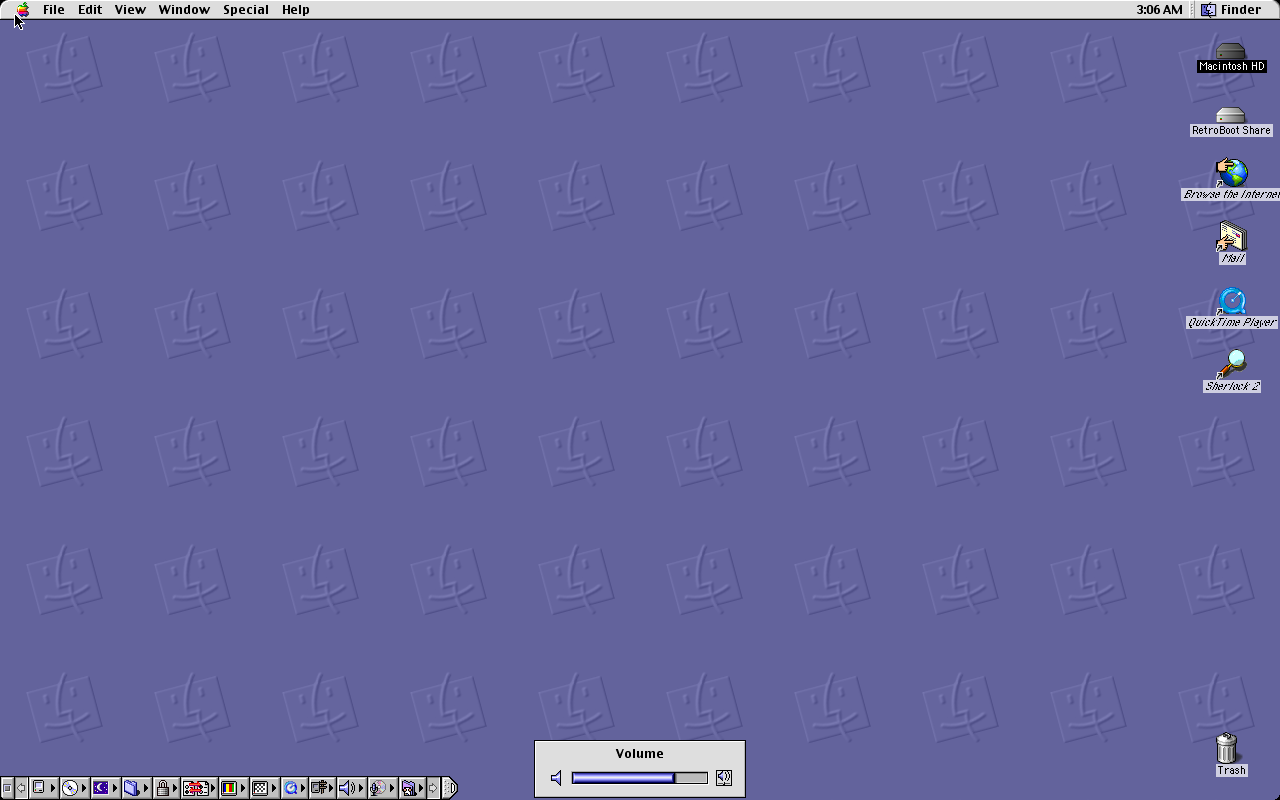 File Edit View Window Special Help 3:06 AM Finder
Macintosh HD
RetroBoot Share
Browse the Internet
Mail
QuickTime Player
Sherlock 2
Volume
Trash